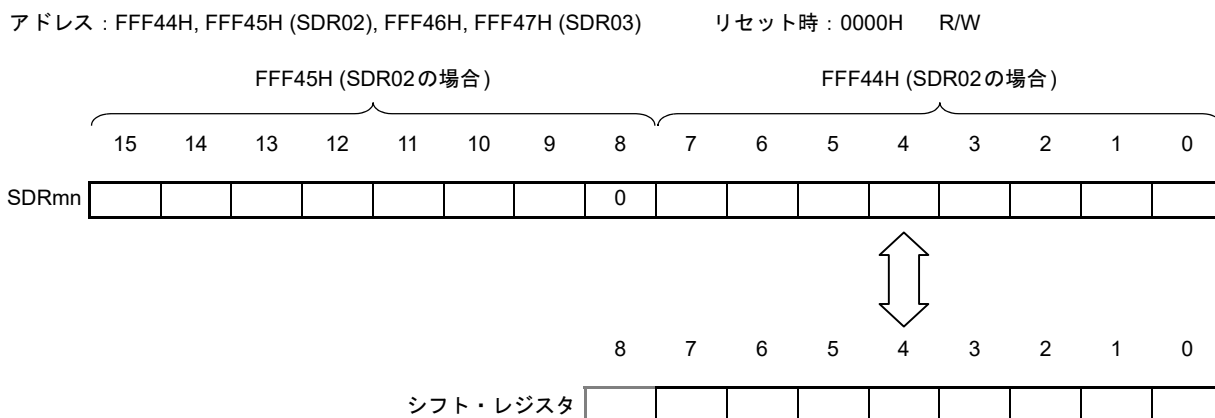 アドレス：FFF44H, FFF45H (SDR02), FFF46H, FFF47H (SDR03) リセット時：0000H R/W
FFF45H (SDR02の場合) FFF44H (SDR02の場合)
15 14 13 12 11 10 9 8 7 6 5 4 3 2 1 0
SDRmn 0
8 7 6 5 4 3 2 1 0
シフト・レジスタ